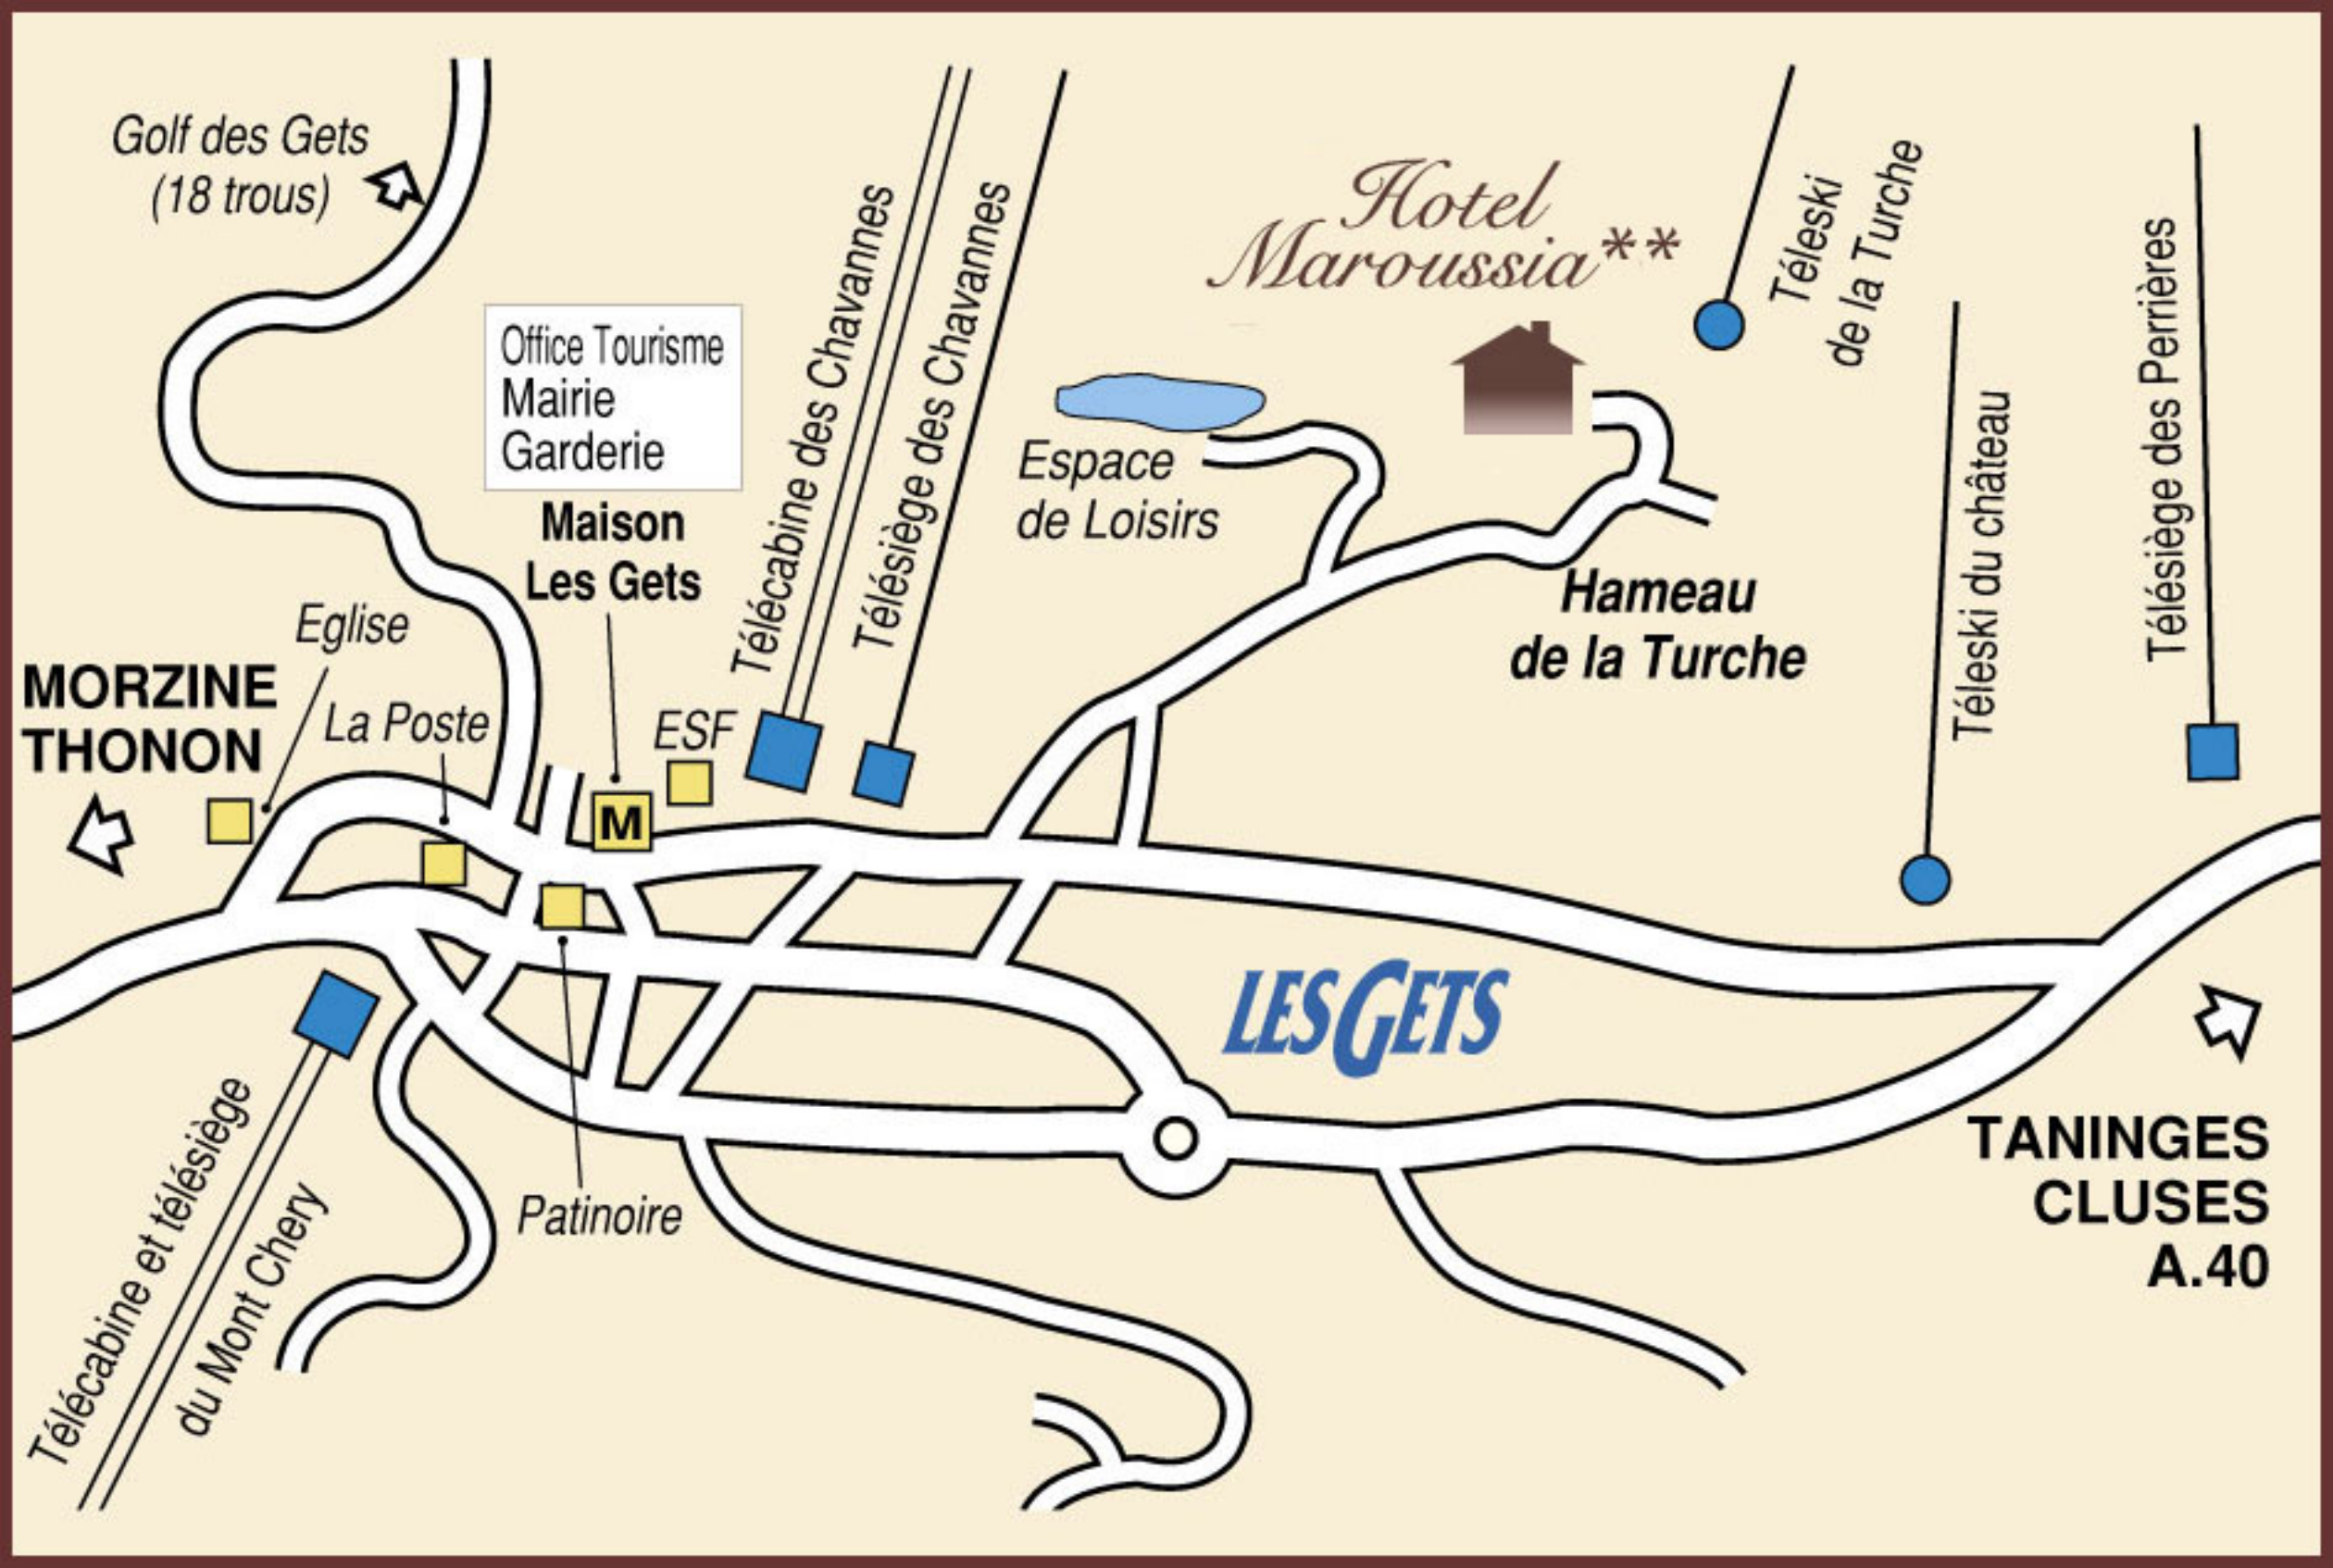 Golf des Gets
(18 trous)
Office Tourisme
Mairie
Garderie
Maison
Les Gets
Télécabine des Chavannes
Télésiège des Chavannes
Hotel
Maroussia**
Téleski
de la Turche
Télésiège des Perrières
Téleski du château
Espace
de Loisirs
Hameau
de la Turche
Eglise
La Poste
ESF
M
MORZINE
THONON
LES GETS
Patinoire
Télécabine et télésiège
du Mont Chery
TANINGES
CLUSES
A.40